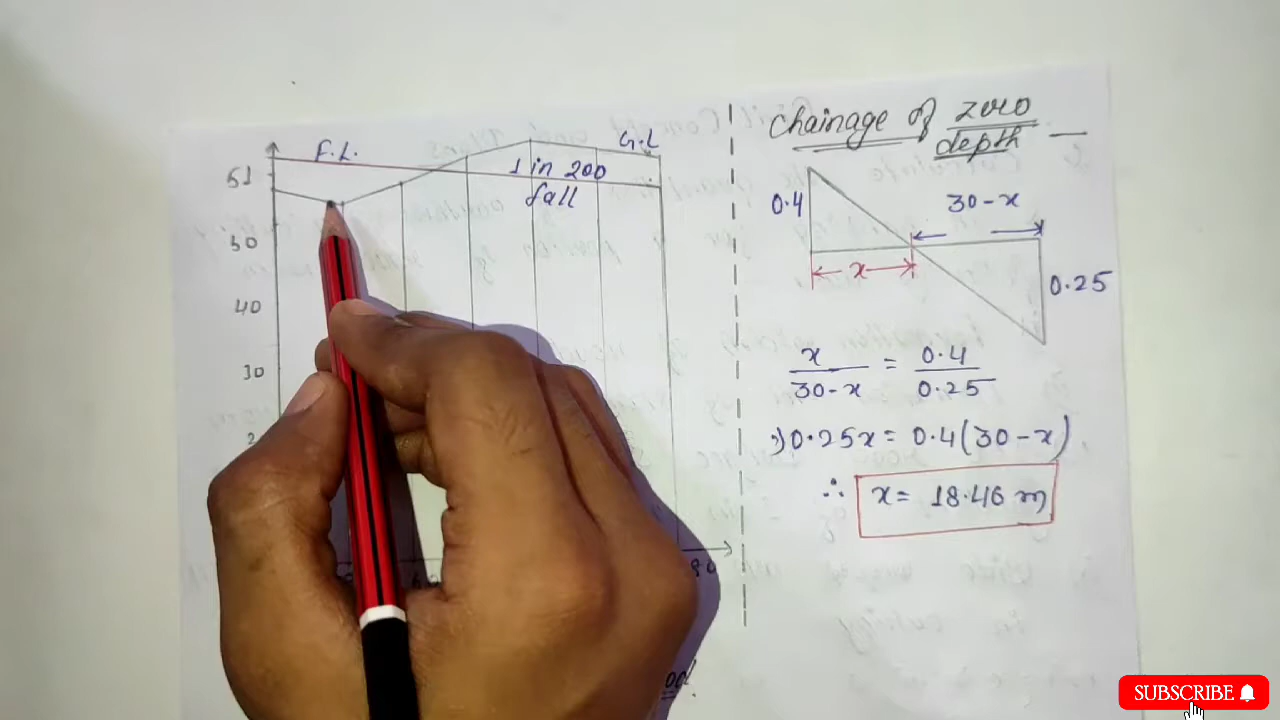 F.L.
G.L
51
1 in 200
fall
50
40
30
chainage of zero
depth —
0.4
30-x
x
0.25
x/30-x = 0.4/0.25
⇒) 0.25x = 0.4(30-x)
∴ x = 18.46 m
SUBSCRIBE